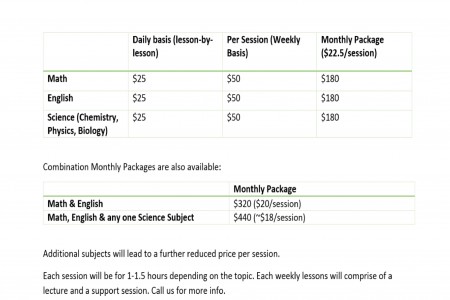 Daily basis (lesson-by-lesson) Per Session (Weekly Basis) Monthly Package ($22.5/session)
Math $25 $50 $180
English $25 $50 $180
Science (Chemistry, Physics, Biology) $25 $50 $180
Combination Monthly Packages are also available:
Monthly Package
Math & English $320 ($20/session)
Math, English & any one Science Subject $440 (~$18/session)
Additional subjects will lead to a further reduced price per session.
Each session will be for 1-1.5 hours depending on the topic. Each weekly lessons will comprise of a
lecture and a support session. Call us for more info.